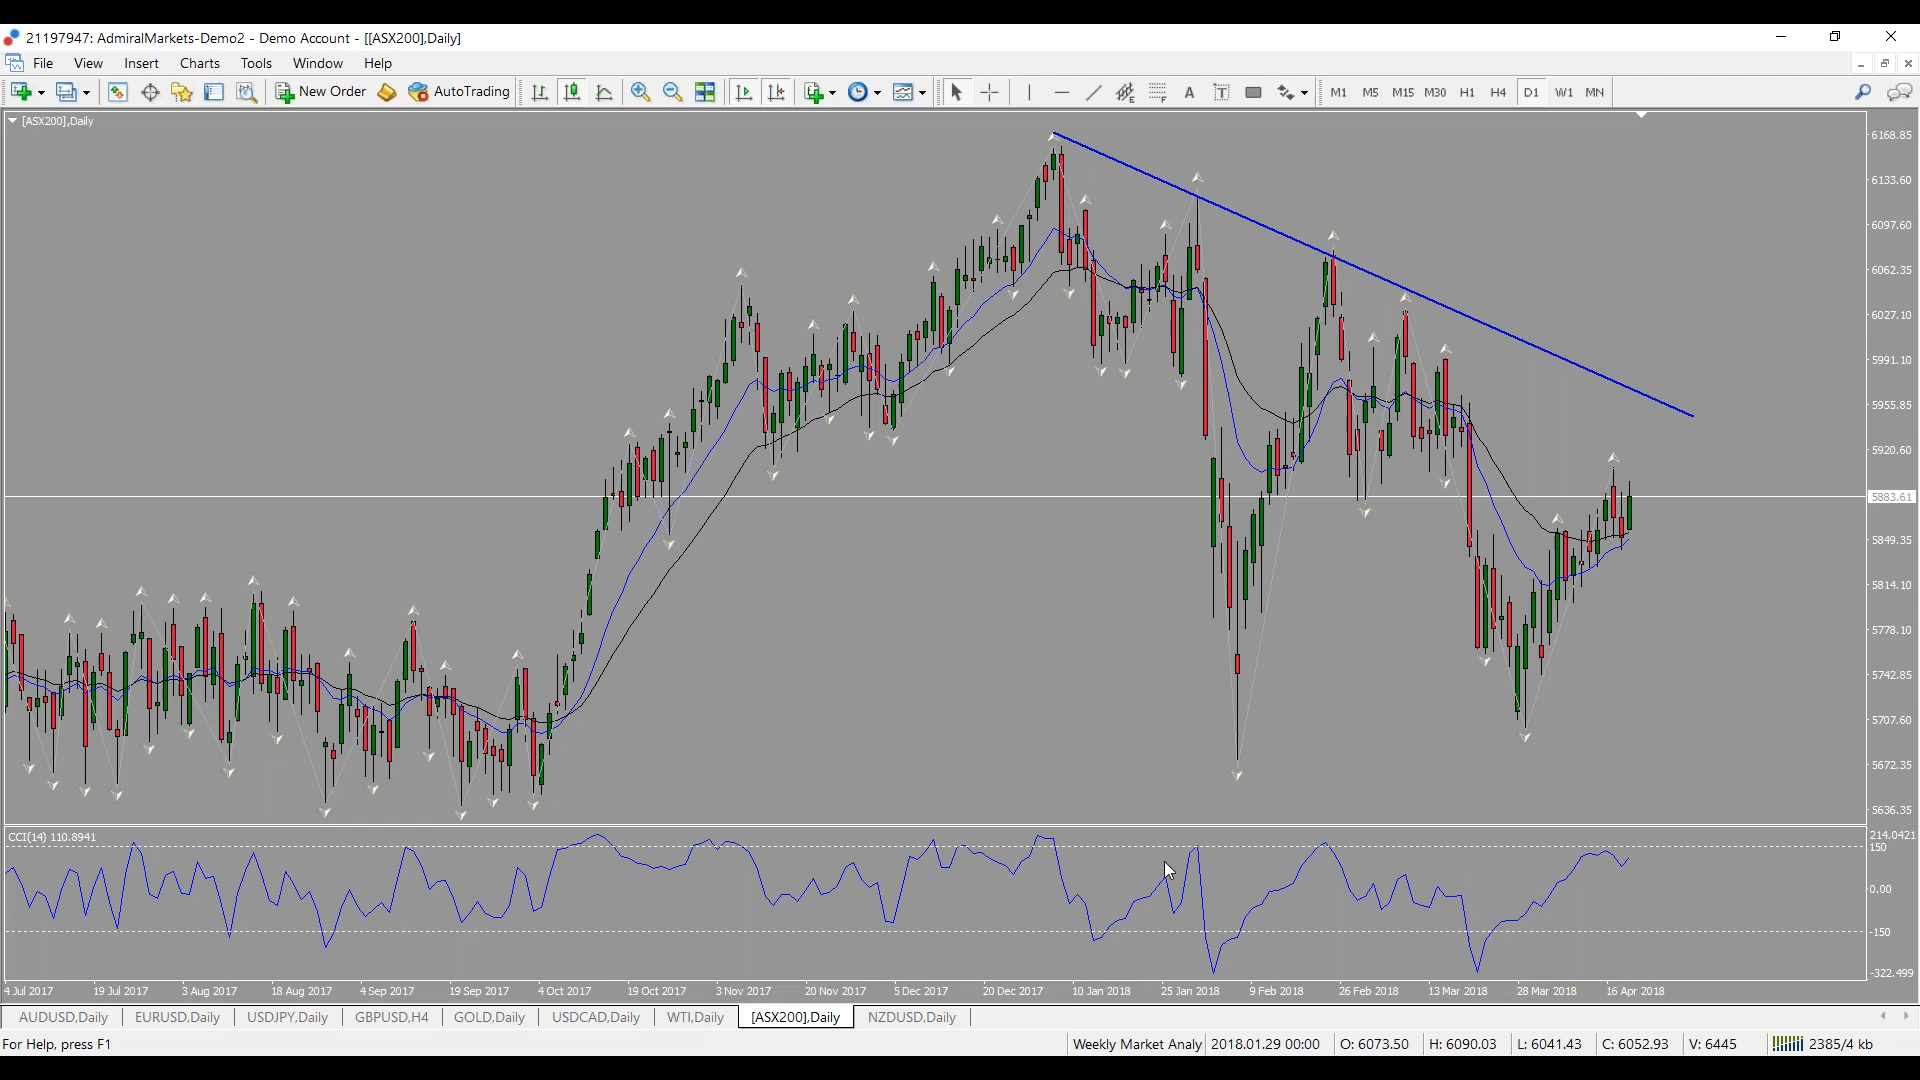 21197947: AdmiralMarkets-Demo2 - Demo Account - [[ASX200],Daily]
File View Insert Charts Tools Window Help
New Order AutoTrading A T M1 M5 M15 M30 H1 H4 D1 W1 MN
[ASX200],Daily
6168.85
6133.60
6097.60
6062.35
6027.10
5991.10
5955.85
5920.60
5883.61
5849.35
5814.10
5778.10
5742.85
5707.60
5672.35
5636.35
CCI(14) 110.8941
214.0421
150
0.00
-150
-322.499
4 Jul 2017 19 Jul 2017 3 Aug 2017 18 Aug 2017 4 Sep 2017 19 Sep 2017 4 Oct 2017 19 Oct 2017 3 Nov 2017 20 Nov 2017 5 Dec 2017 20 Dec 2017 10 Jan 2018 25 Jan 2018 9 Feb 2018 26 Feb 2018 13 Mar 2018 28 Mar 2018 16 Apr 2018
AUDUSD,Daily EURUSD,Daily USDJPY,Daily GBPUSD,H4 GOLD,Daily USDCAD,Daily WTI,Daily [ASX200],Daily NZDUSD,Daily
For Help, press F1 Weekly Market Analy 2018.01.29 00:00 O: 6073.50 H: 6090.03 L: 6041.43 C: 6052.93 V: 6445 2385/4 kb